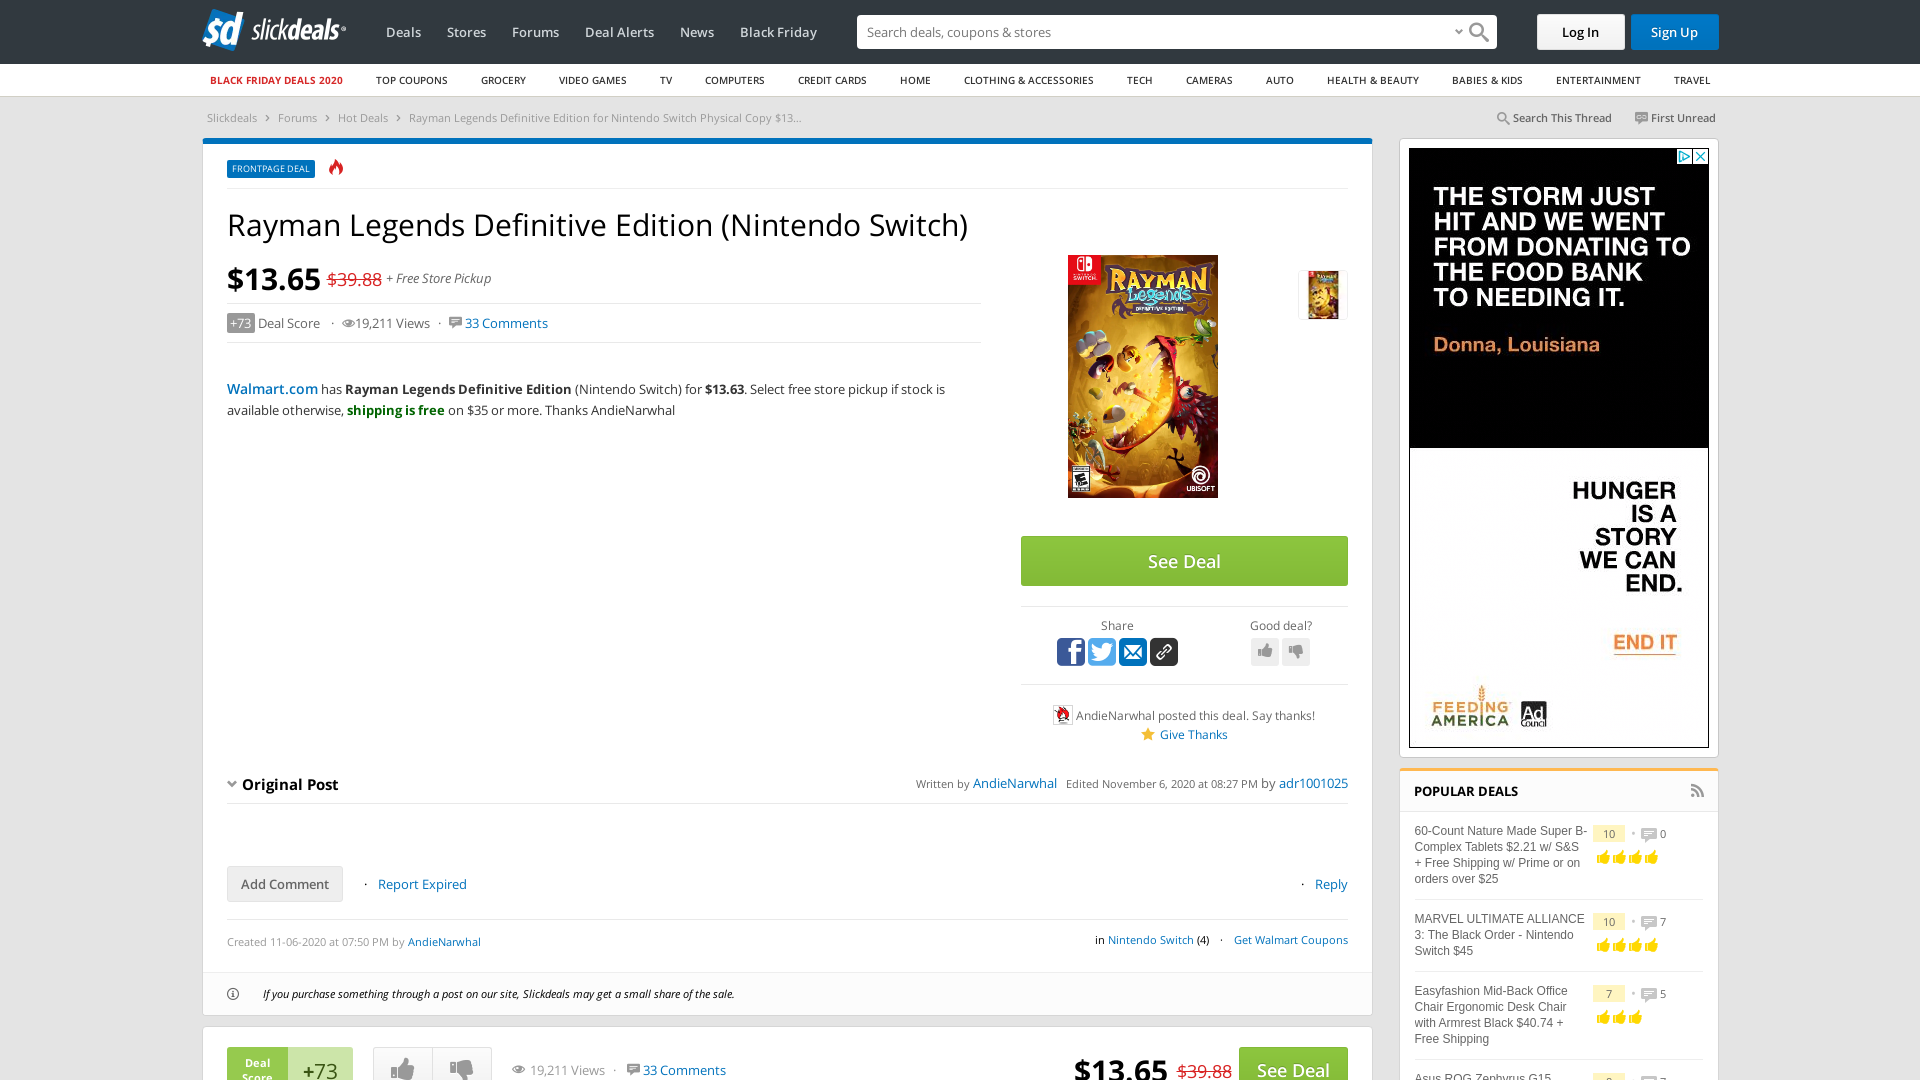 slickdeals
Deals Stores Forums Deal Alerts News Black Friday
Search deals, coupons & stores
Log In
Sign Up
BLACK FRIDAY DEALS 2020 TOP COUPONS GROCERY VIDEO GAMES TV COMPUTERS CREDIT CARDS HOME CLOTHING & ACCESSORIES TECH CAMERAS AUTO HEALTH & BEAUTY BABIES & KIDS ENTERTAINMENT TRAVEL
Slickdeals › Forums › Hot Deals › Rayman Legends Definitive Edition for Nintendo Switch Physical Copy $13...
Search This Thread First Unread
FRONTPAGE DEAL
Rayman Legends Definitive Edition (Nintendo Switch)
$13.65 $39.88 + Free Store Pickup
+73 Deal Score · 19,211 Views · 33 Comments
Walmart.com has Rayman Legends Definitive Edition (Nintendo Switch) for $13.63. Select free store pickup if stock is
available otherwise, shipping is free on $35 or more. Thanks AndieNarwhal
RAYMAN
Legends
DEFINITIVE EDITION
UBISOFT
See Deal
Share
Good deal?
AndieNarwhal posted this deal. Say thanks!
Give Thanks
Original Post
Written by AndieNarwhal Edited November 6, 2020 at 08:27 PM by adr1001025
Add Comment · Report Expired
· Reply
Created 11-06-2020 at 07:50 PM by AndieNarwhal
in Nintendo Switch (4) · Get Walmart Coupons
If you purchase something through a post on our site, Slickdeals may get a small share of the sale.
Deal
Score
+73
19,211 Views · 33 Comments
$13.65 $39.88
See Deal
THE STORM JUST
HIT AND WE WENT
FROM DONATING TO
THE FOOD BANK
TO NEEDING IT.
Donna, Louisiana
HUNGER
IS A
STORY
WE CAN
END.
END IT
FEEDING
AMERICA
Ad
Council
POPULAR DEALS
60-Count Nature Made Super B-
Complex Tablets $2.21 w/ S&S
+ Free Shipping w/ Prime or on
orders over $25
10 • 0
MARVEL ULTIMATE ALLIANCE
3: The Black Order - Nintendo
Switch $45
10 • 7
Easyfashion Mid-Back Office
Chair Ergonomic Desk Chair
with Armrest Black $40.74 +
Free Shipping
7 • 5
Asus ROG Zephyrus G15